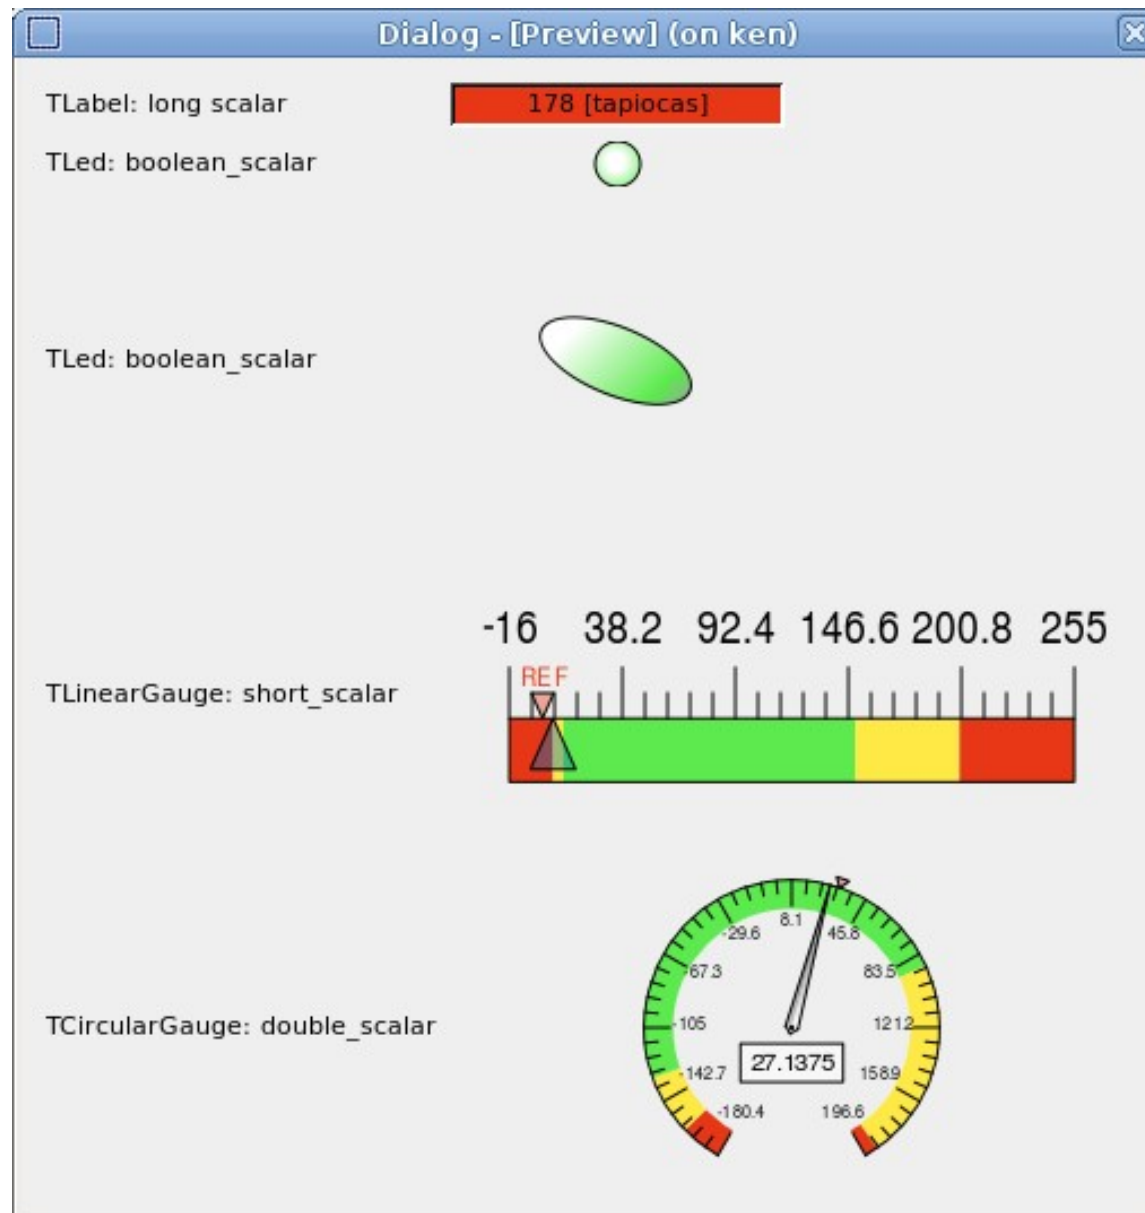 Dialog - [Preview] (on ken)
TLabel: long scalar
178 [tapiocas]
TLed: boolean_scalar
TLed: boolean_scalar
-16 38.2 92.4 146.6 200.8 255
REF
TLinearGauge: short_scalar
8.1
-29.6 45.8
-67.3 83.5
TCircularGauge: double_scalar
-105 121.2
27.1375
-142.7 158.9
-180.4 196.6